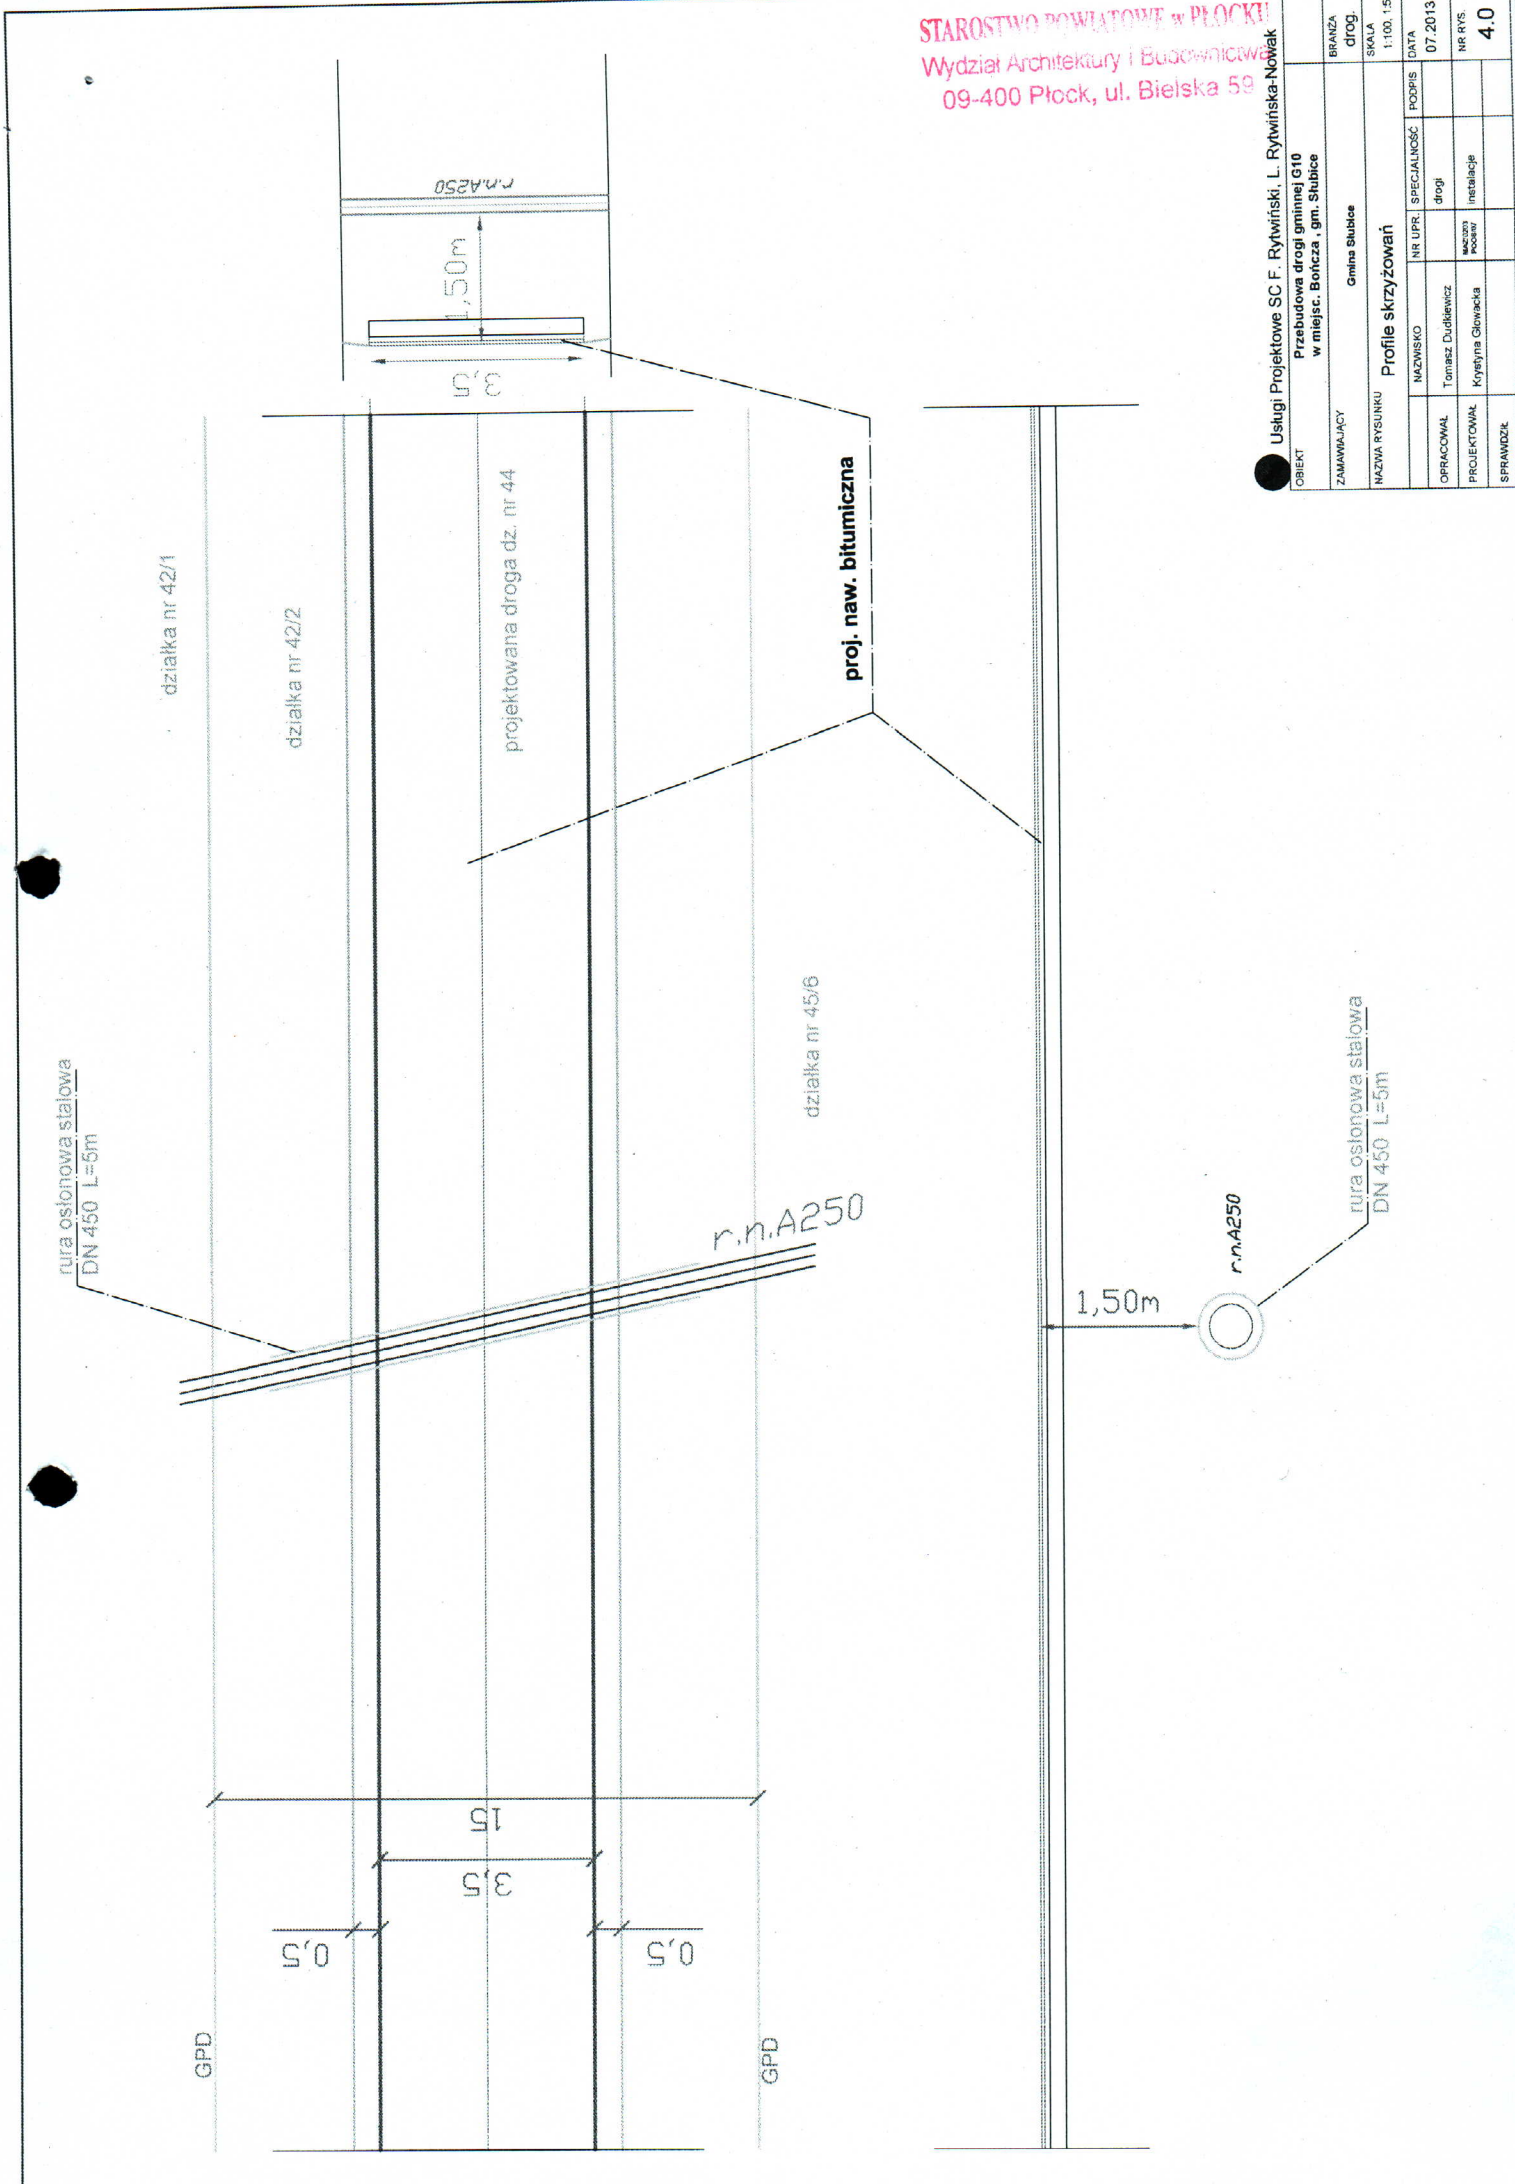 STAROSTWO POWIATOWE w PŁOCKU
Wydział Architektury i Budownictwa
09-400 Płock, ul. Bielska 59
r.n.A250
1,50m
3,5
działka nr 42/1
działka nr 42/2
projektowana droga dz. nr 44
proj. naw. bitumiczna
działka nr 45/6
rura osłonowa stalowa
DN 450 L=5m
r.n.A250
15
3,5
0,5
0,5
GPD
GPD
1,50m
r.n.A250
rura osłonowa stalowa
DN 450 L=5m
Usługi Projektowe SC F. Rytwiński, L. Rytwińska-Nowak
OBIEKT
Przebudowa drogi gminnej G10
w miejsc. Bończa , gm. Słubice
BRANŻA
drog.
ZAMAWIAJĄCY
Gmina Słubice
SKALA
1:100, 1:5
NAZWA RYSUNKU
Profile skrzyżowań
NAZWISKO NR UPR. SPECJALNOŚĆ PODPIS DATA
OPRACOWAŁ Tomasz Dudkiewicz drogi 07.2013
PROJEKTOWAŁ Krystyna Głowacka instalacje NR RYS.
SPRAWDZIŁ 4.0